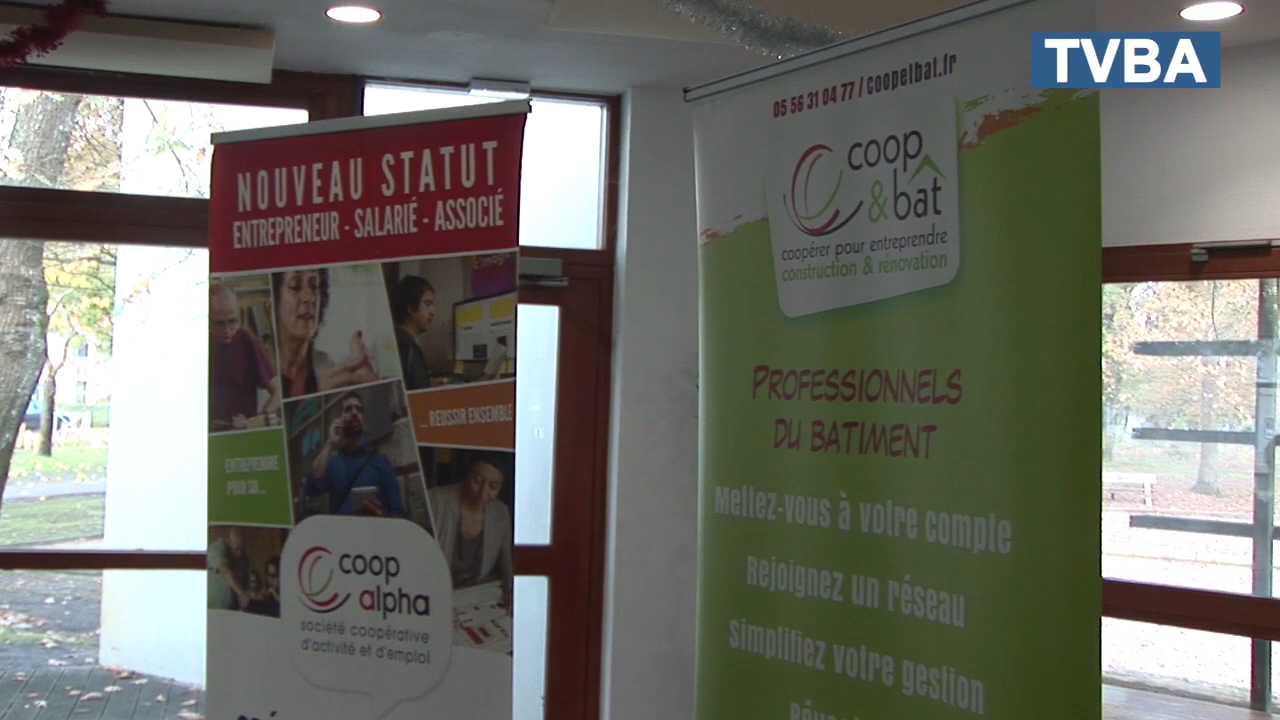 TVBA
NOUVEAU STATUT
ENTREPRENEUR - SALARIÉ - ASSOCIÉ
... REUSSIR ENSEMBLE
ENTREPRENDRE
POUR SOI...
coop
alpha
société coopérative
d'activité et d'emploi
05 56 31 04 77 / Coopetbat.fr
coop
&bat
coopérer pour entreprendre
construction & rénovation
PROFESSIONNELS
DU BATIMENT
Mettez-vous à votre compte
Rejoignez un réseau
Simplifiez votre gestion